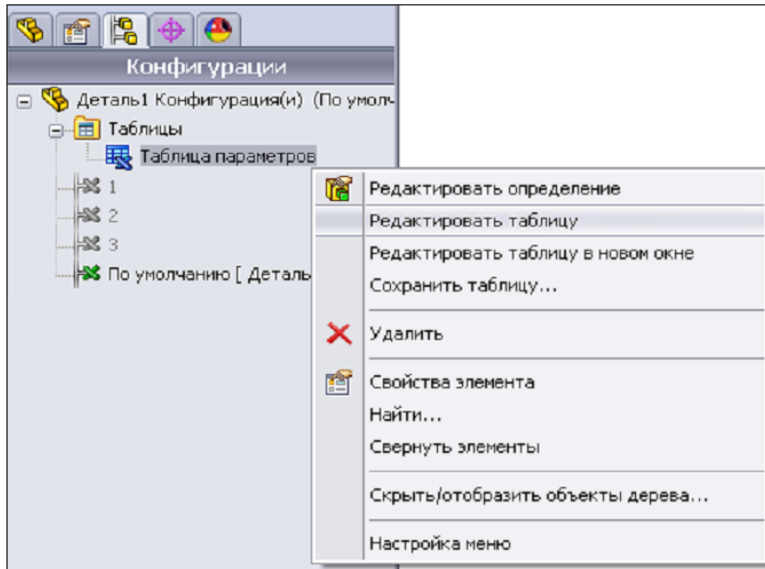 Конфигурации
Деталь1 Конфигурация(и) (По умолч
Таблицы
Таблица параметров
1
2
3
По умолчанию [ Деталь
Редактировать определение
Редактировать таблицу
Редактировать таблицу в новом окне
Сохранить таблицу...
Удалить
Свойства элемента
Найти...
Свернуть элементы
Скрыть/отобразить объекты дерева...
Настройка меню